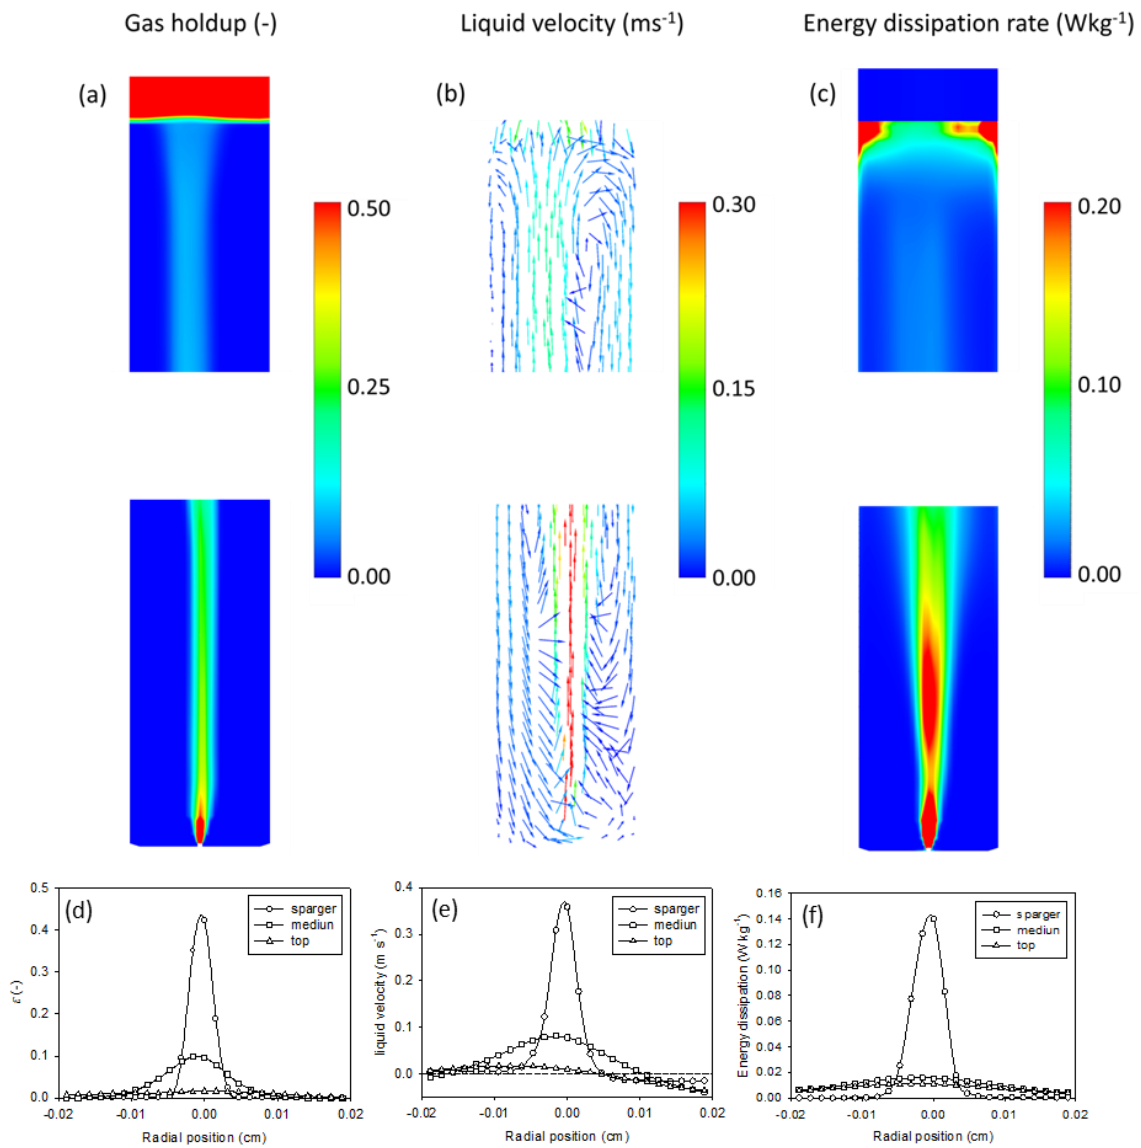 Gas holdup (-)
Liquid velocity (ms-1)
Energy dissipation rate (Wkg-1)
(a)
(b)
(c)
0.50
0.25
0.00
0.30
0.15
0.00
0.20
0.10
0.00
(d)
sparger
mediun
top
0.5
0.4
0.3
0.2
0.1
0.0
ε (-)
-0.02
-0.01
0.00
0.01
0.02
Radial position (cm)
(e)
sparger
mediun
top
0.4
0.3
0.2
0.1
0.0
liquid velocity (m s-1)
-0.02
-0.01
0.00
0.01
0.02
Radial position (cm)
(f)
sparger
mediun
top
0.16
0.14
0.12
0.10
0.08
0.06
0.04
0.02
0.00
Energy dissipation (W kg-1)
-0.02
-0.01
0.00
0.01
0.02
Radial position (cm)